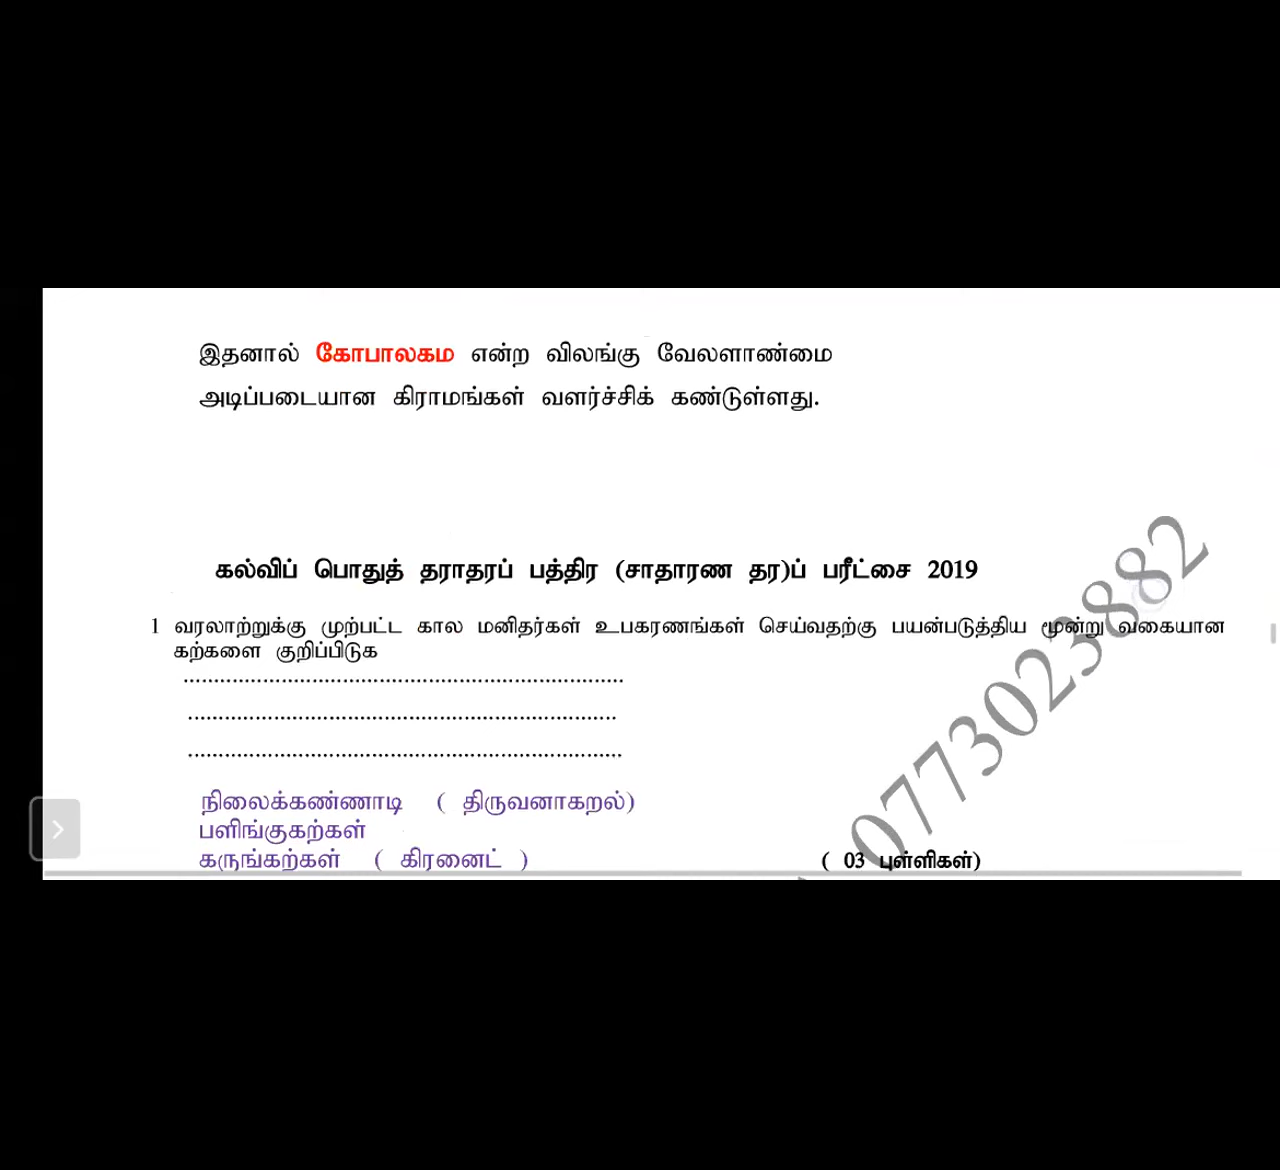 இதனால் கோபாலகம என்ற விலங்கு வேலளாண்மை
அடிப்படையான கிராமங்கள் வளர்ச்சிக் கண்டுள்ளது.
கல்விப் பொதுத் தராதரப் பத்திர (சாதாரண தர)ப் பரீட்சை 2019
1 வரலாற்றுக்கு முற்பட்ட கால மனிதர்கள் உபகரணங்கள் செய்வதற்கு பயன்படுத்திய மூன்று வகையான
கற்களை குறிப்பிடுக
........................................................................
......................................................................
.......................................................................
நிலைக்கண்ணாடி ( திருவனாகறல்)
பளிங்குகற்கள்
கருங்கற்கள் ( கிரனைட் )
( 03 புள்ளிகள்)
0773023882